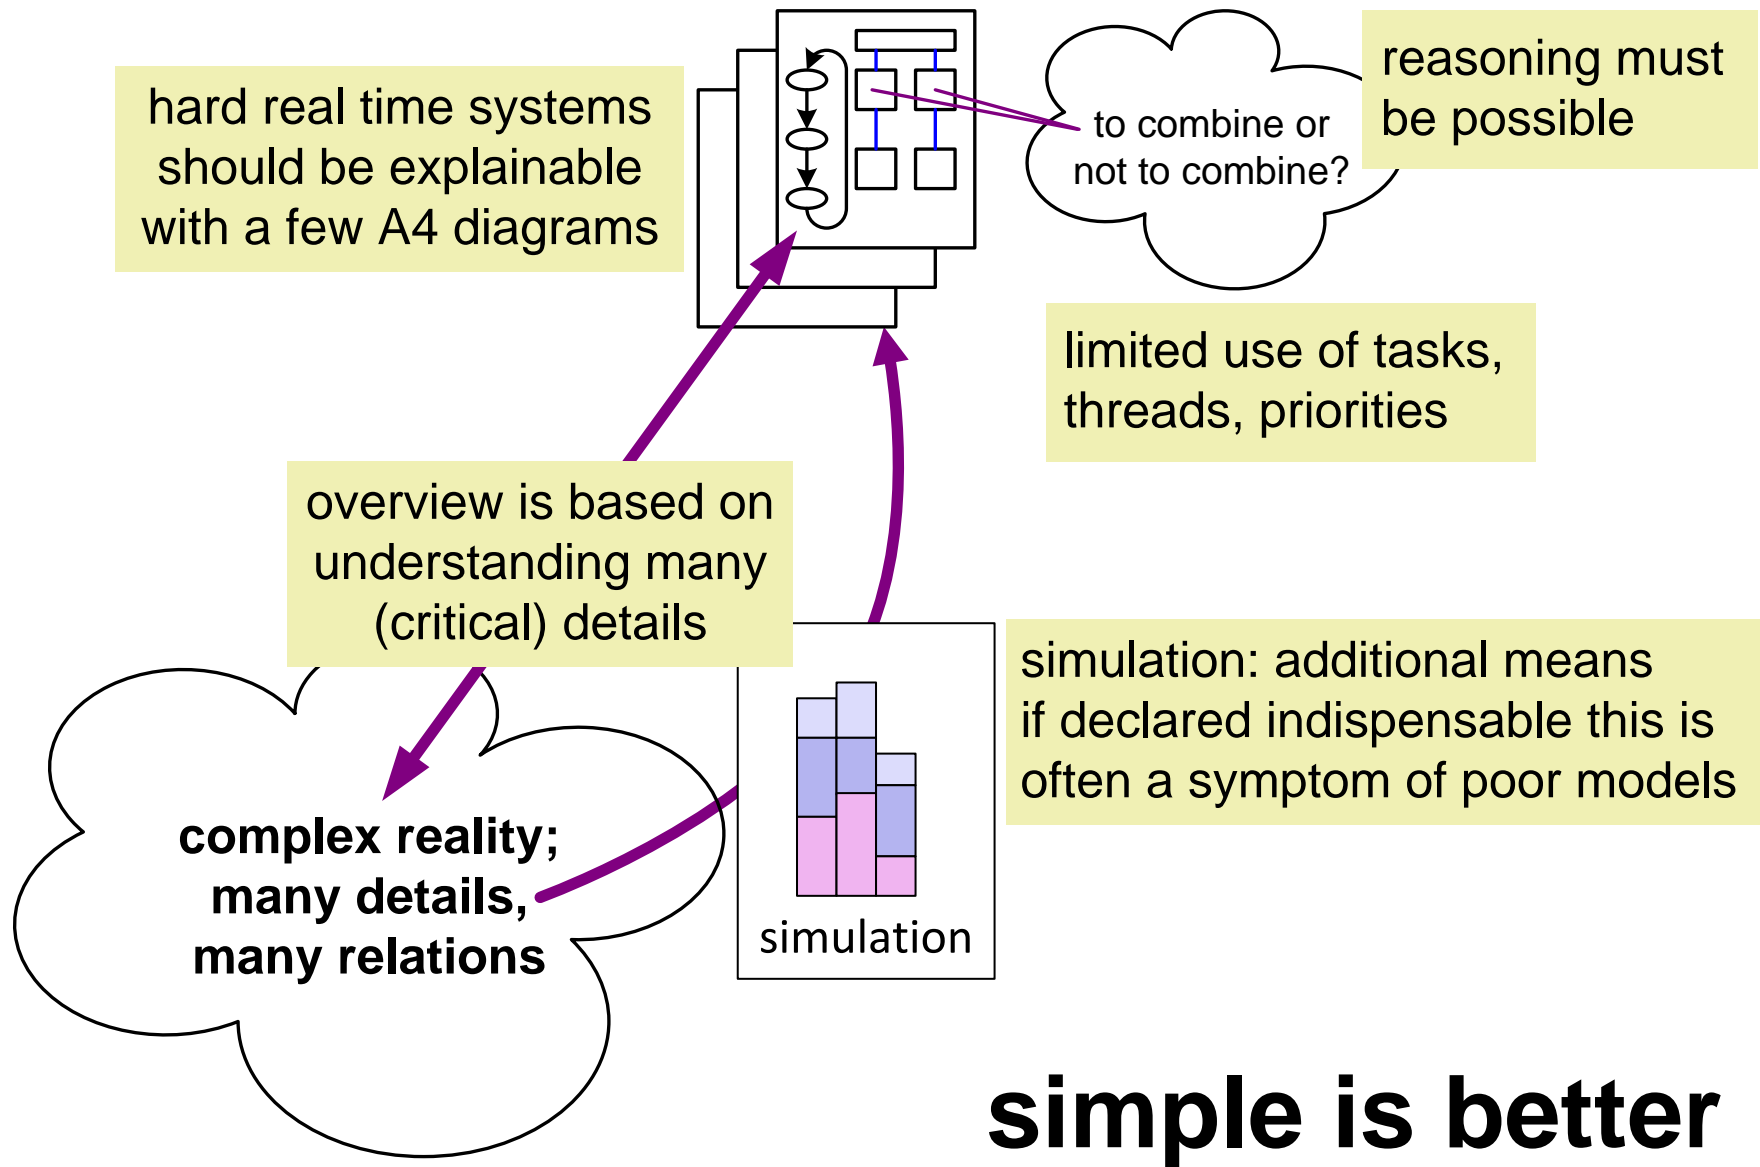 hard real time systems
should be explainable
with a few A4 diagrams
to combine or
not to combine?
reasoning must
be possible
limited use of tasks,
threads, priorities
overview is based on
understanding many
(critical) details
simulation: additional means
if declared indispensable this is
often a symptom of poor models
complex reality;
many details,
many relations
simulation
simple is better